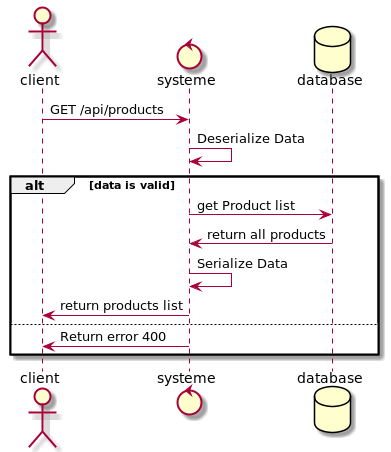 client
systeme
database
GET /api/products
Deserialize Data
alt
[data is valid]
get Product list
return all products
Serialize Data
return products list
Return error 400
client
systeme
database